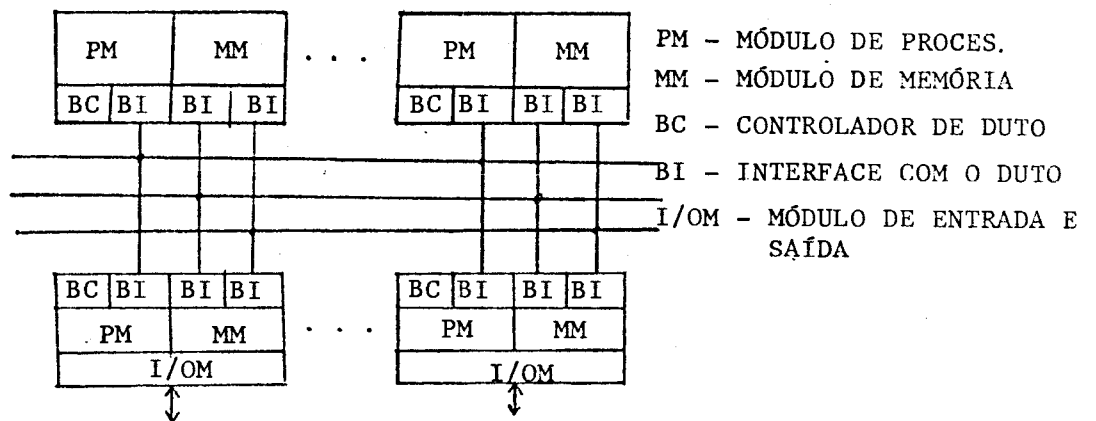 PM MM . . . PM MM
BC BI BI BI BC BI BI BI
PM – MÓDULO DE PROCES.
MM – MÓDULO DE MEMÓRIA
BC – CONTROLADOR DE DUTO
BI – INTERFACE COM O DUTO
I/OM – MÓDULO DE ENTRADA E
SAÍDA
BC BI BI BI BC BI BI BI
PM MM . . . PM MM
I/OM I/OM